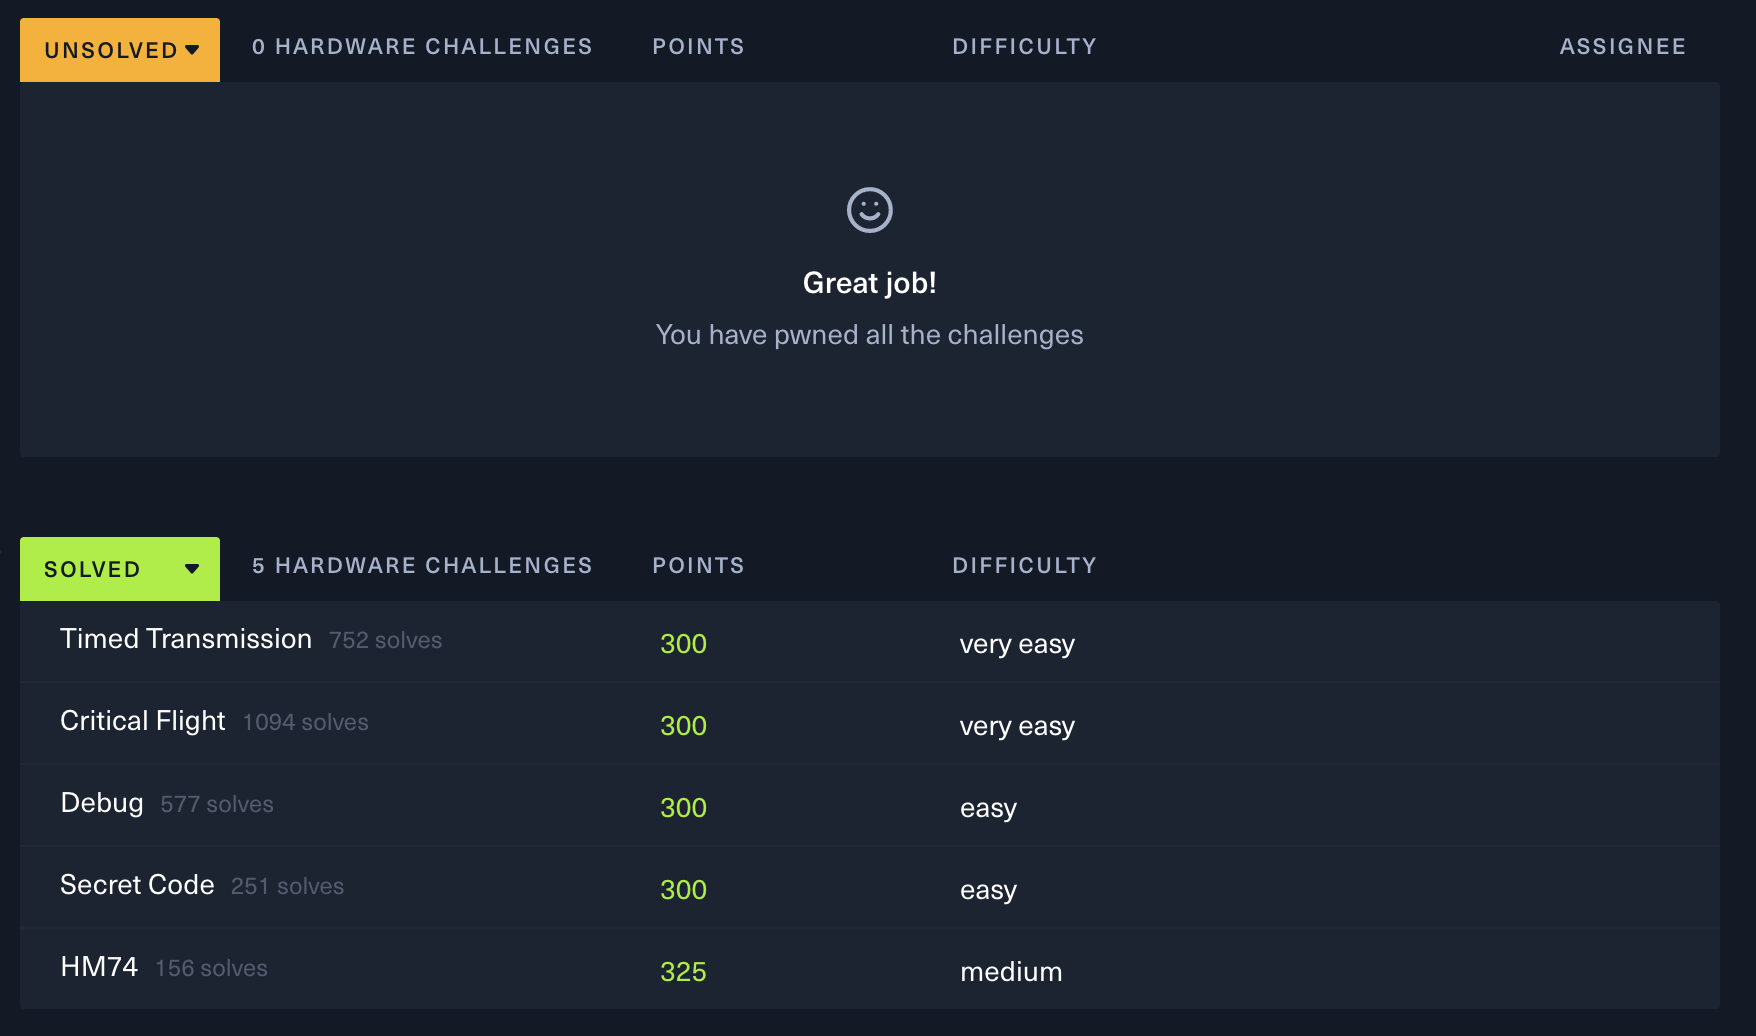 UNSOLVED 0 HARDWARE CHALLENGES POINTS DIFFICULTY ASSIGNEE
Great job!
You have pwned all the challenges
SOLVED 5 HARDWARE CHALLENGES POINTS DIFFICULTY
Timed Transmission 752 solves 300 very easy
Critical Flight 1094 solves 300 very easy
Debug 577 solves 300 easy
Secret Code 251 solves 300 easy
HM74 156 solves 325 medium